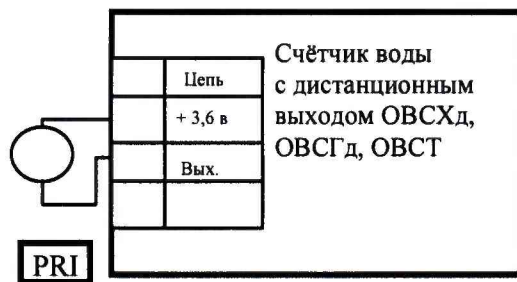 Цепь
+ 3,6 в
Вых.
Счётчик воды
с дистанционным
выходом ОВСХд,
ОВСГд, ОВСТ
PRI